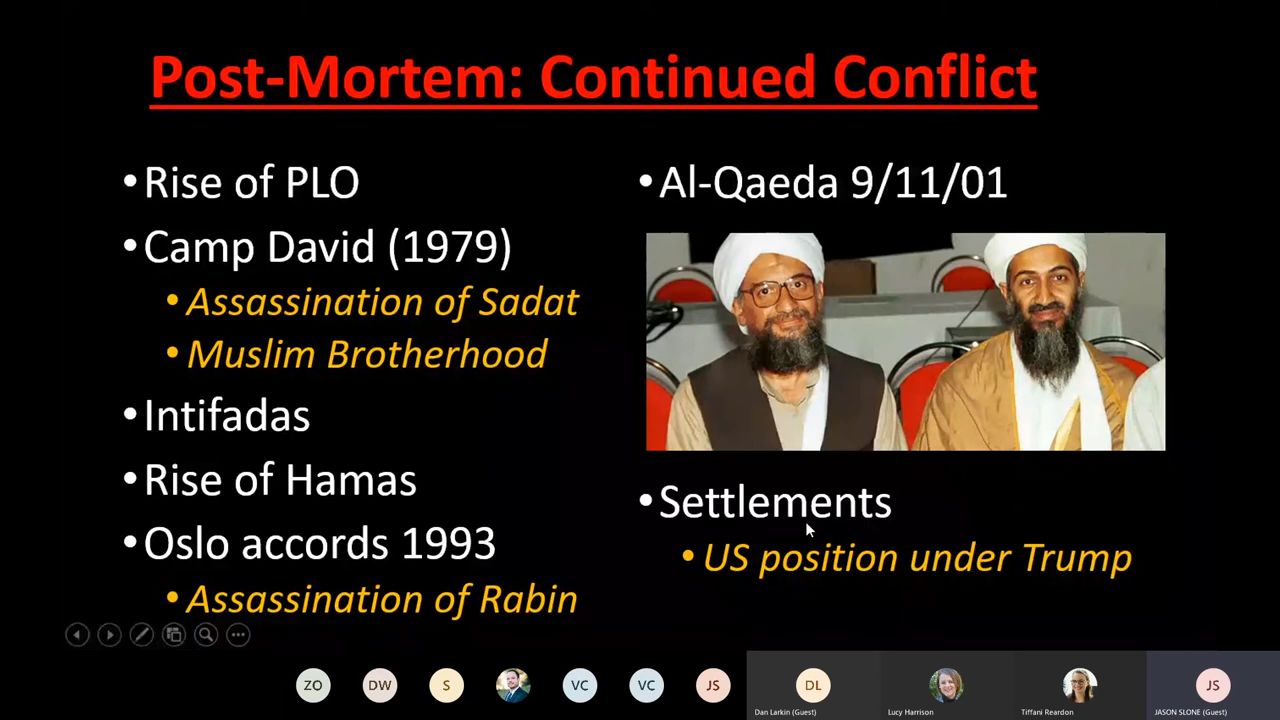 Post-Mortem: Continued Conflict
•Rise of PLO
•Camp David (1979)
•Assassination of Sadat
•Muslim Brotherhood
•Intifadas
•Rise of Hamas
•Oslo accords 1993
•Assassination of Rabin
•Al-Qaeda 9/11/01
•Settlements
•US position under Trump
ZO
DW
S
VC
VC
JS
DL
Dan Larkin (Guest)
Lucy Harrison
Tiffani Reardon
JS
JASON SLONE (Guest)